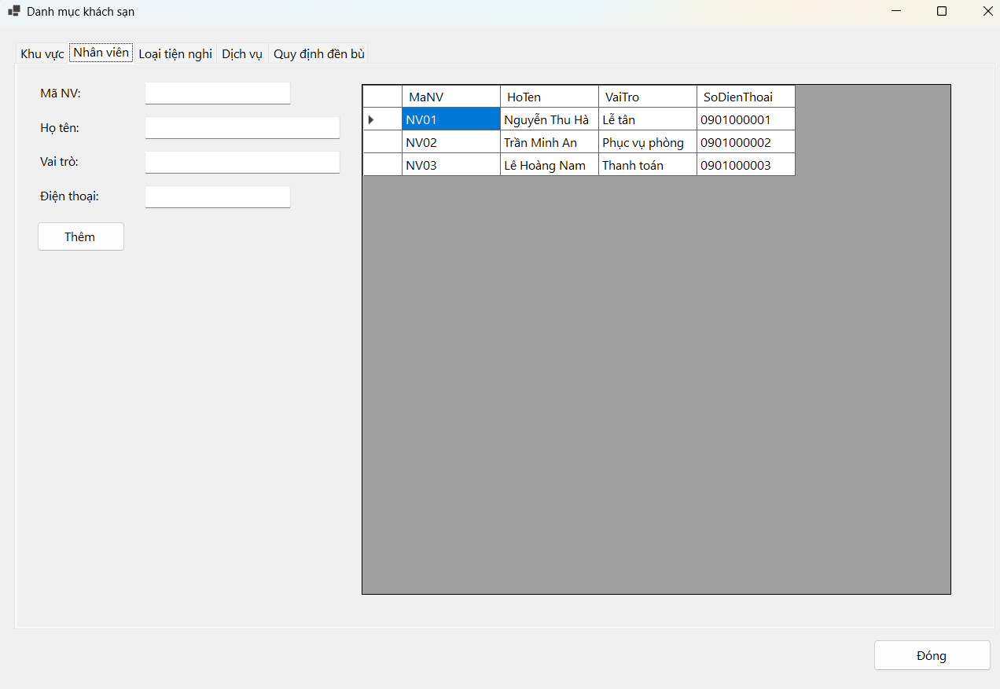 Danh mục khách sạn
Khu vực Nhân viên Loại tiện nghi Dịch vụ Quy định đền bù
Mã NV:
Họ tên:
Vai trò:
Điện thoại:
Thêm
MaNV HoTen VaiTro SoDienThoai
NV01 Nguyễn Thu Hà Lễ tân 0901000001
NV02 Trần Minh An Phục vụ phòng 0901000002
NV03 Lê Hoàng Nam Thanh toán 0901000003
Đóng